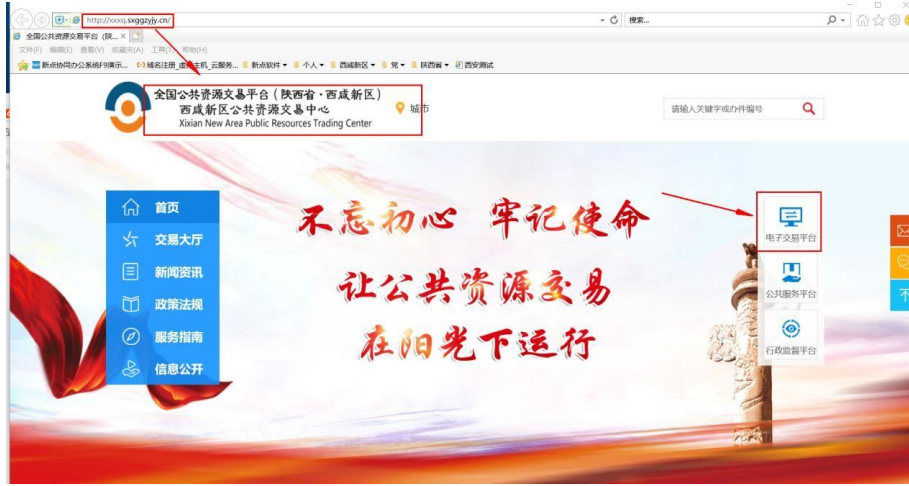 http://xxxq.sxggzyjy.cn/
搜索...
全国公共资源交易平台 (陕...
文件(F) 编辑(E) 查看(V) 收藏夹(A) 工具(T) 帮助(H)
新点协同办公系统F9演示... 域名注册_虚拟主机_云服务... 新点软件 个人 西咸新区 党 陕西省 西安测试
全国公共资源交易平台(陕西省·西咸新区)
西咸新区公共资源交易中心
Xixian New Area Public Resources Trading Center
城市
请输入关键字或办件编号
首页
交易大厅
新闻资讯
政策法规
服务指南
信息公开
不忘初心 牢记使命
让公共资源交易
在阳光下运行
电子交易平台
公共服务平台
行政监督平台